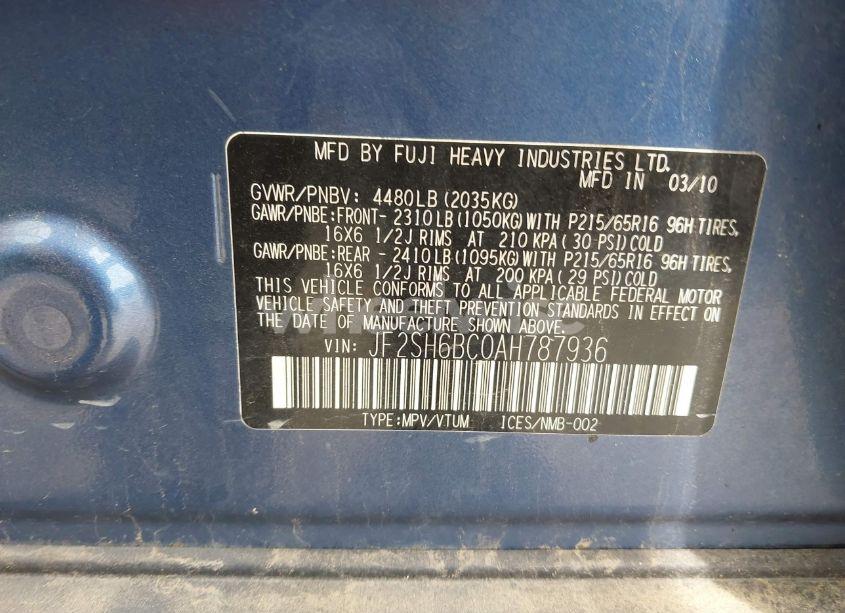 MFD BY FUJI HEAVY INDUSTRIES LTD.
MFD IN 03/10
GVWR/PNBV: 4480LB(2035KG)
GAWR/PNBE:FRONT- 2310LB(1050KG)WITH P215/65R16 96H TIRES,
16X6 1/2J RIMS AT 210 KPA( 30 PSI)COLD
GAWR/PNBE:REAR - 2410LB(1095KG)WITH P215/65R16 96H TIRES,
16X6 1/2J RIMS AT 200 KPA(29 PSI)COLD
THIS VEHICLE CONFORMS TO ALL APPLICABLE FEDERAL MOTOR
VEHICLE SAFETY AND THEFT PREVENTION STANDARDS IN EFFECT ON
THE DATE OF MANUFACTURE SHOWN ABOVE.
VIN: JF2SH6BC0AH787936
TYPE:MPV/VTUM ICES/NMB-002